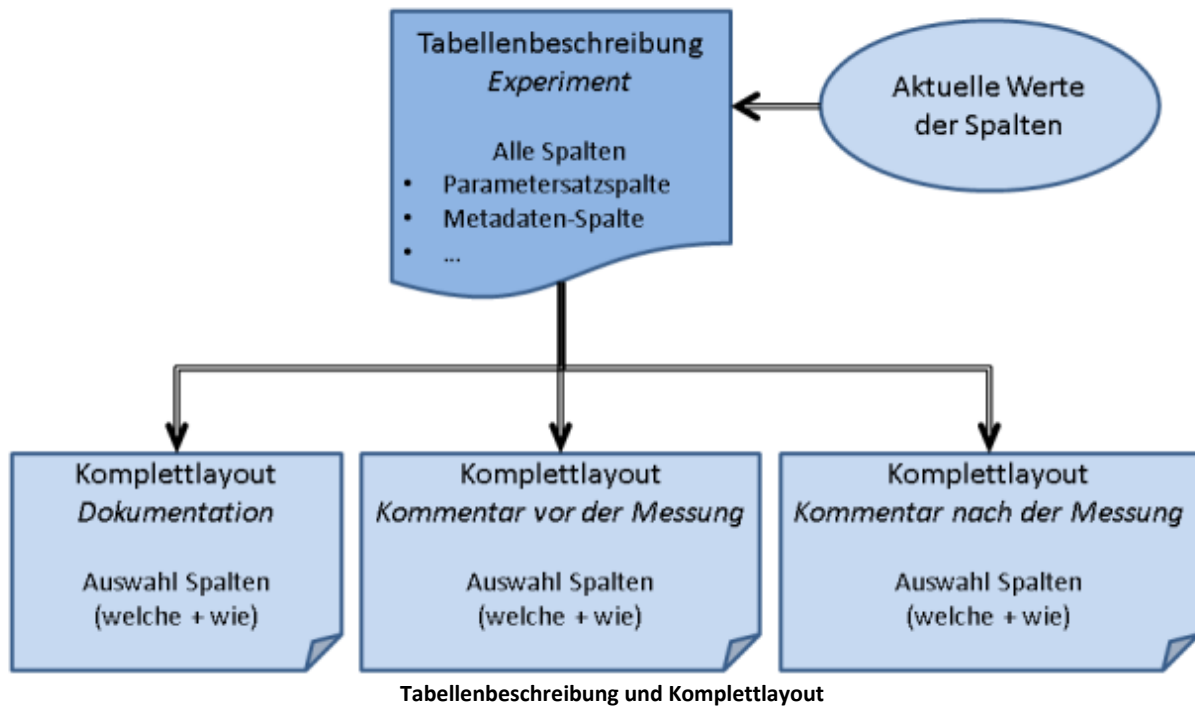 Tabellenbeschreibung
Experiment
Alle Spalten
• Parametersatzspalte
• Metadaten-Spalte
• ...
Aktuelle Werte
der Spalten
Komplettlayout
Dokumentation
Auswahl Spalten
(welche + wie)
Komplettlayout
Kommentar vor der Messung
Auswahl Spalten
(welche + wie)
Komplettlayout
Kommentar nach der Messung
Auswahl Spalten
(welche + wie)
Tabellenbeschreibung und Komplettlayout